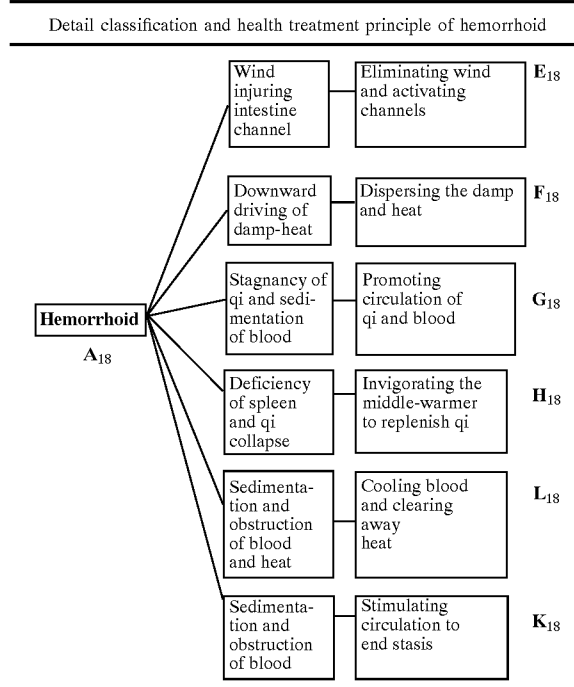 Detail classification and health treatment principle of hemorrhoid
Wind
injuring
intestine
channel
Eliminating wind
and activating
channels
E18
Downward
driving of
damp-heat
Dispersing the damp
and heat
F18
Stagnancy of
qi and sedi-
mentation
of blood
Promoting
circulation of
qi and blood
G18
Hemorrhoid
A18
Deficiency
of spleen
and qi
collapse
Invigorating the
middle-warmer
to replenish qi
H18
Sedimenta-
tion and
obstruction
of blood
and heat
Cooling blood
and clearing
away
heat
L18
Sedimenta-
tion and
obstruction
of blood
Stimulating
circulation to
end stasis
K18